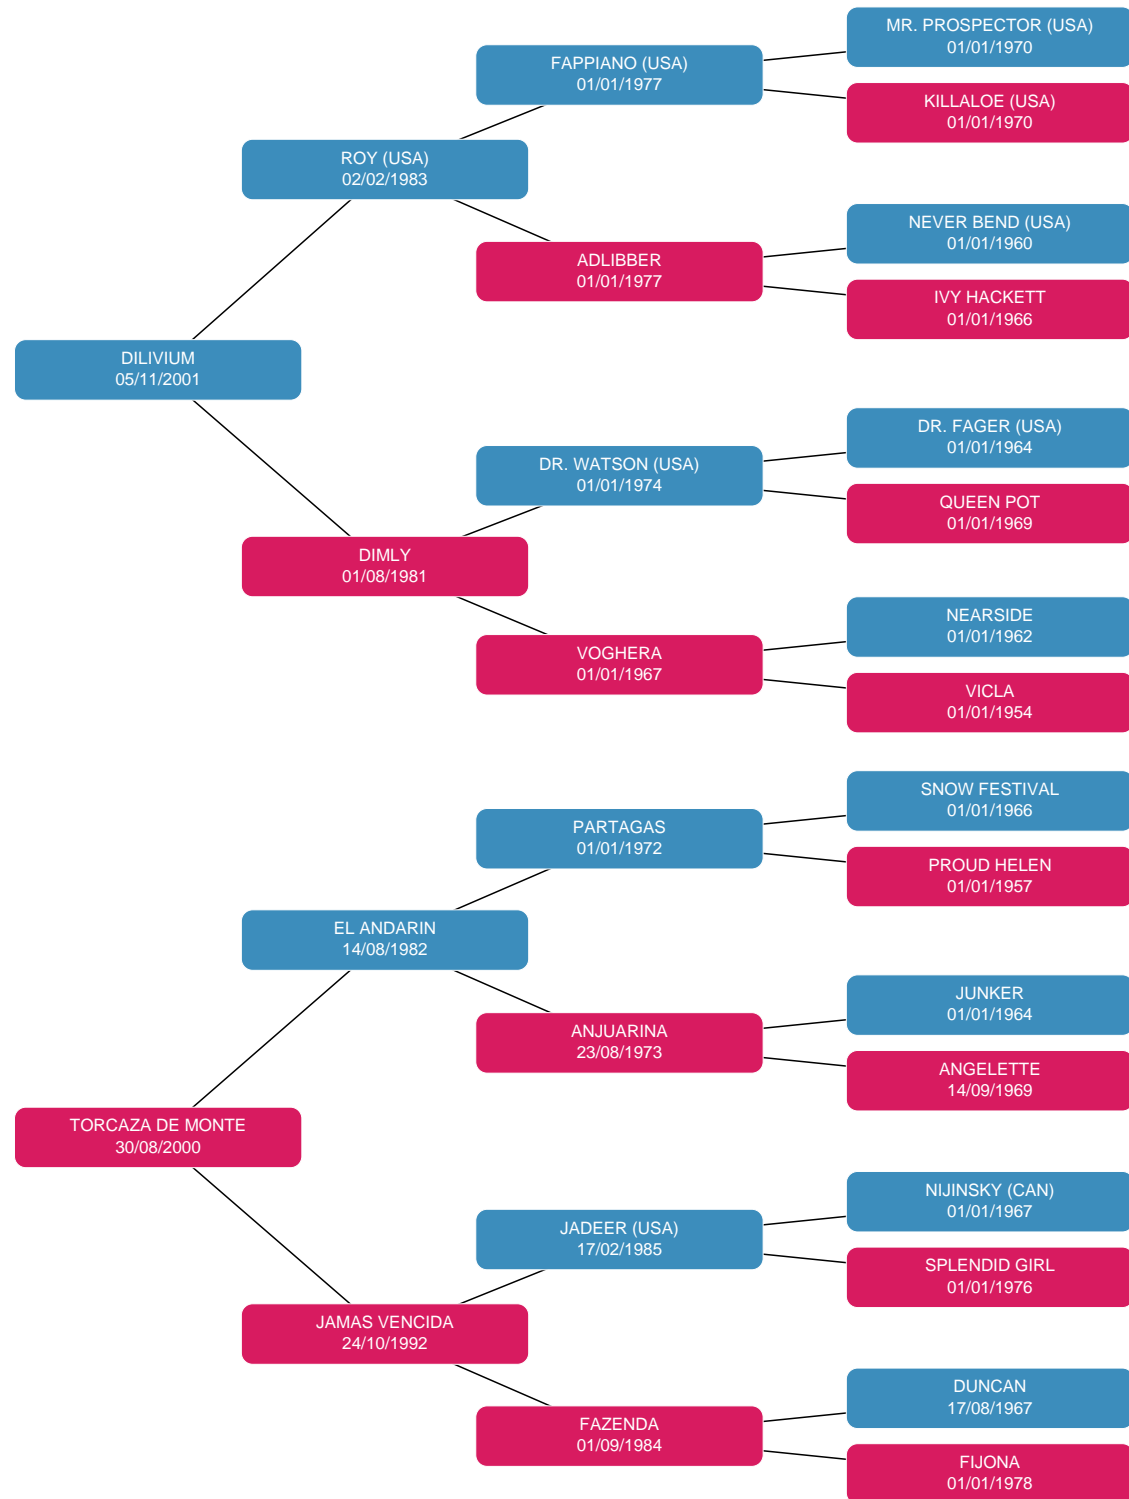 MR. PROSPECTOR (USA)
01/01/1970
FAPPIANO (USA)
01/01/1977
KILLALOE (USA)
01/01/1970
ROY (USA)
02/02/1983
NEVER BEND (USA)
01/01/1960
ADLIBBER
01/01/1977
IVY HACKETT
01/01/1966
DILIVIUM
05/11/2001
DR. FAGER (USA)
01/01/1964
DR. WATSON (USA)
01/01/1974
QUEEN POT
01/01/1969
DIMLY
01/08/1981
NEARSIDE
01/01/1962
VOGHERA
01/01/1967
VICLA
01/01/1954
SNOW FESTIVAL
01/01/1966
PARTAGAS
01/01/1972
PROUD HELEN
01/01/1957
EL ANDARIN
14/08/1982
JUNKER
01/01/1964
ANJUARINA
23/08/1973
ANGELETTE
14/09/1969
TORCAZA DE MONTE
30/08/2000
NIJINSKY (CAN)
01/01/1967
JADEER (USA)
17/02/1985
SPLENDID GIRL
01/01/1976
JAMAS VENCIDA
24/10/1992
DUNCAN
17/08/1967
FAZENDA
01/09/1984
FIJONA
01/01/1978